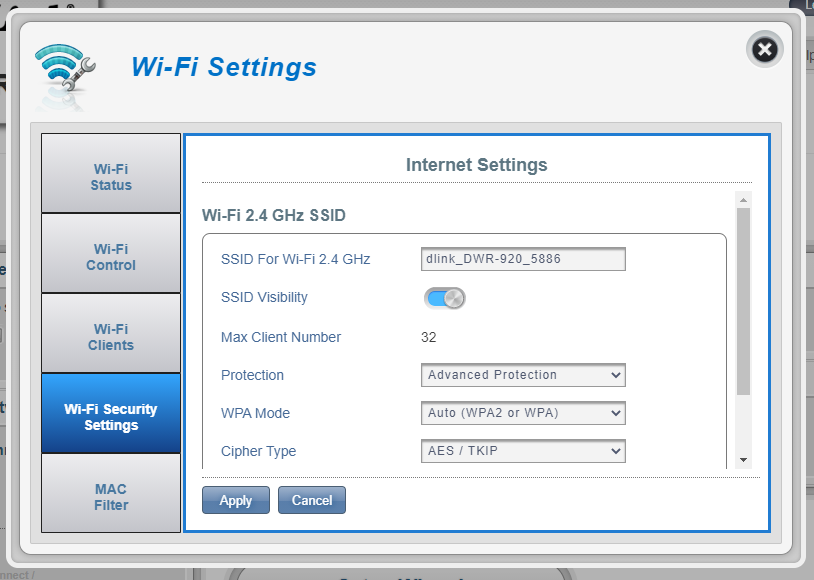 Wi-Fi Settings
Wi-Fi
Status
Wi-Fi
Control
Wi-Fi
Clients
Wi-Fi Security
Settings
MAC
Filter
Internet Settings
Wi-Fi 2.4 GHz SSID
SSID For Wi-Fi 2.4 GHz dlink_DWR-920_5886
SSID Visibility
Max Client Number 32
Protection Advanced Protection
WPA Mode Auto (WPA2 or WPA)
Cipher Type AES / TKIP
Apply Cancel